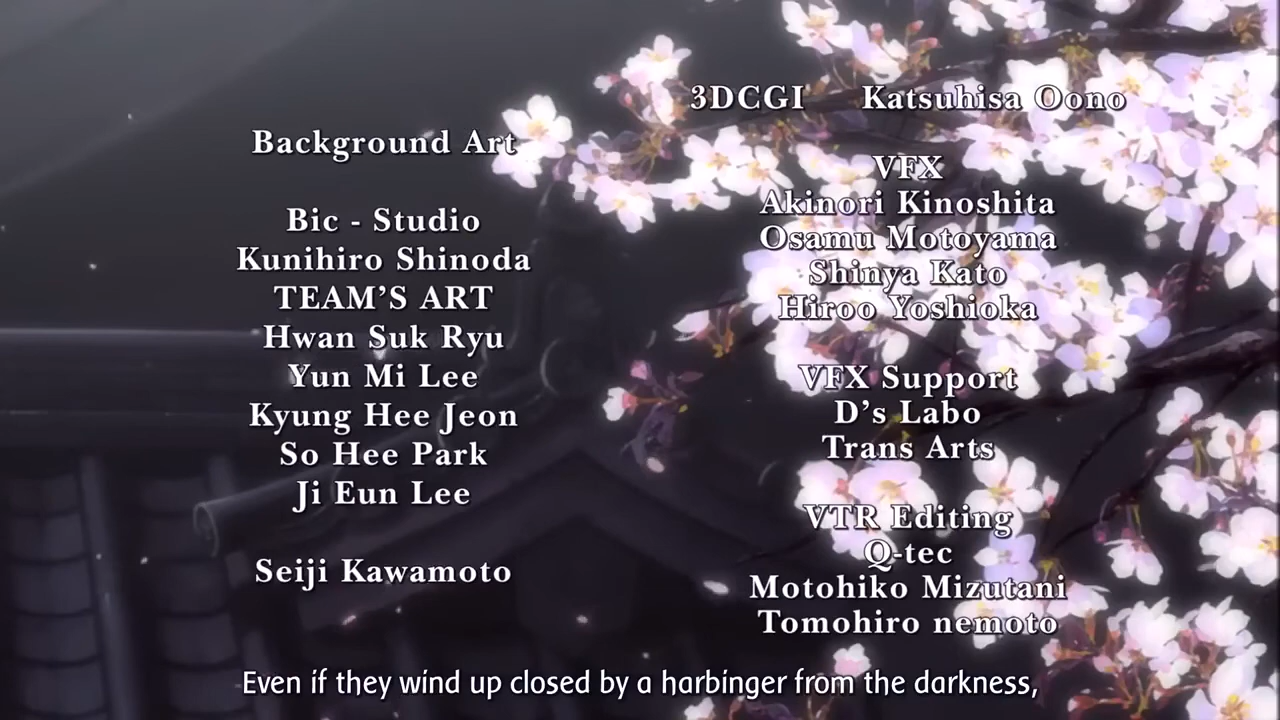 Background Art
Bic - Studio
Kunihiro Shinoda
TEAM'S ART
Hwan Suk Ryu
Yun Mi Lee
Kyung Hee Jeon
So Hee Park
Ji Eun Lee
Seiji Kawamoto
3DCGI Katsuhisa Oono
VFX
Akinori Kinoshita
Osamu Motoyama
Shinya Kato
Hiroo Yoshioka
VFX Support
D's Labo
Trans Arts
VTR Editing
Q-tec
Motohiko Mizutani
Tomohiro nemoto
Even if they wind up closed by a harbinger from the darkness,